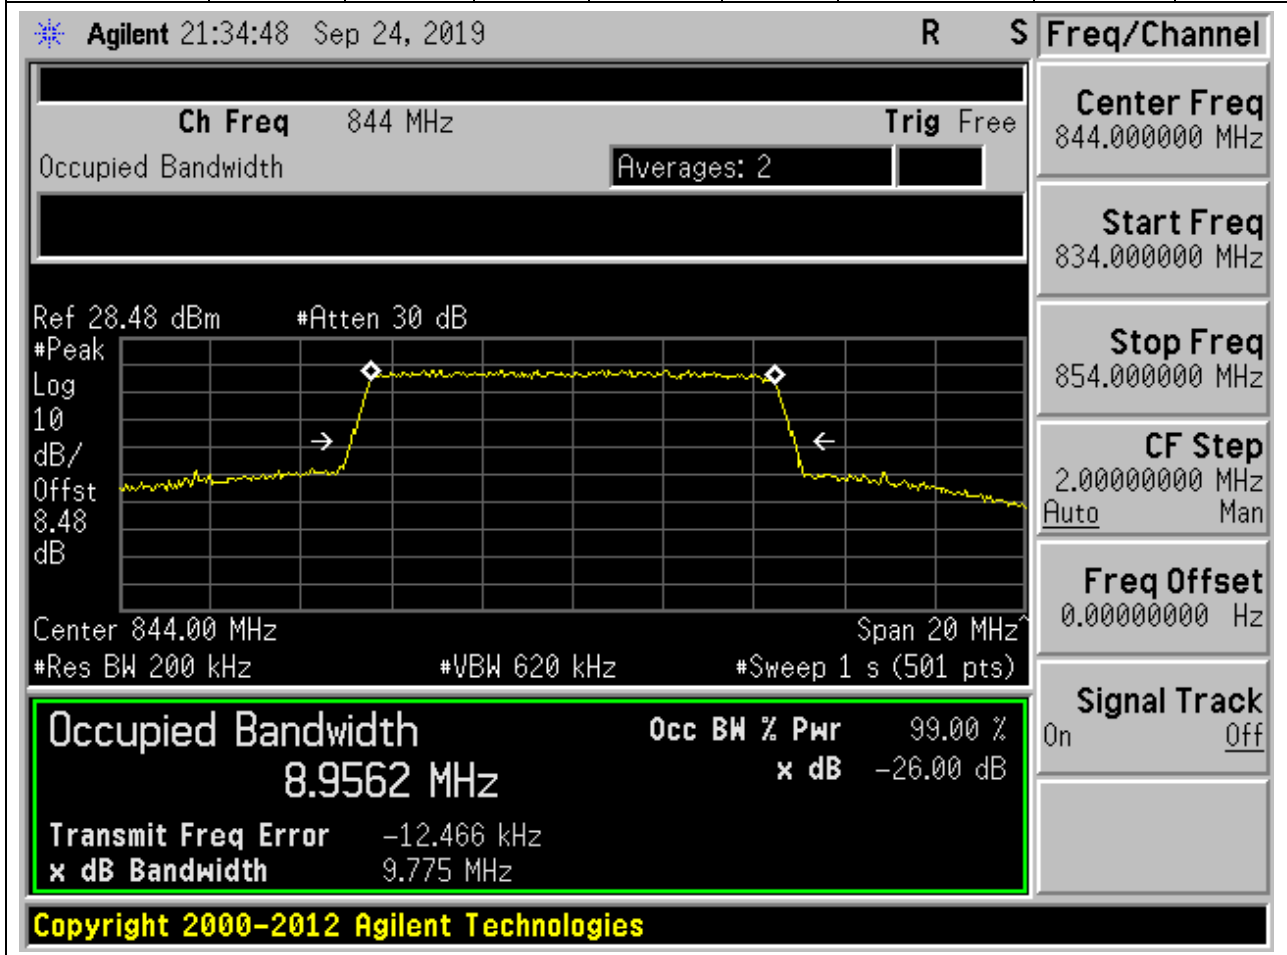 Agilent 21:34:48 Sep 24, 2019 R S
Freq/Channel
Ch Freq 844 MHz Trig Free
Occupied Bandwidth Averages: 2
Ref 28.48 dBm #Atten 30 dB
#Peak
Log
10
dB/
Offst
8.48
dB
Center 844.00 MHz Span 20 MHz^
#Res BW 200 kHz #VBW 620 kHz #Sweep 1 s (501 pts)
Occupied Bandwidth
8.9562 MHz
Occ BW % Pwr 99.00 %
x dB -26.00 dB
Transmit Freq Error -12.466 kHz
x dB Bandwidth 9.775 MHz
Copyright 2000-2012 Agilent Technologies
Center Freq
844.000000 MHz
Start Freq
834.000000 MHz
Stop Freq
854.000000 MHz
CF Step
2.00000000 MHz
Auto Man
Freq Offset
0.00000000 Hz
Signal Track
On Off